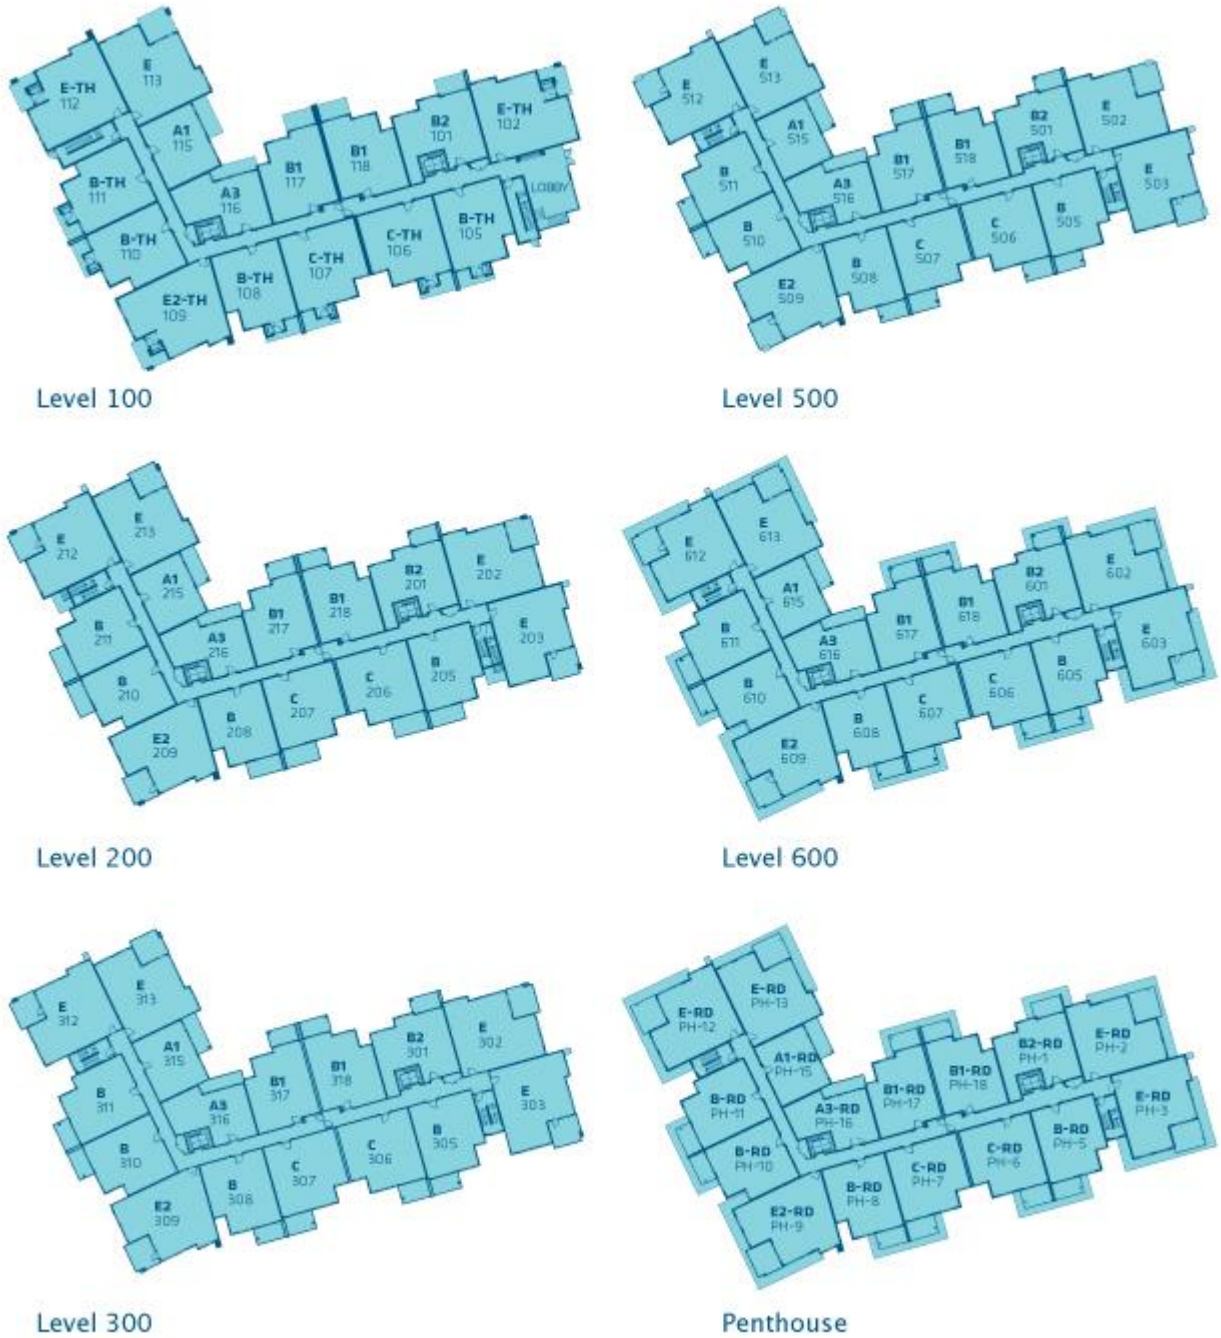 E-TH
112
E
113
A1
115
B-TH
111
B-TH
110
E2-TH
109
A3
116
B1
117
B1
118
B2
101
E-TH
102
LOBBY
B-TH
105
C-TH
106
C-TH
107
B-TH
108
Level 100
E
512
E
513
A1
515
B
511
B
510
E2
509
A3
516
B1
517
B1
518
B2
501
E
502
E
503
B
505
C
506
C
507
B
508
Level 500
E
212
E
213
A1
215
B
211
B
210
E2
209
A3
216
B1
217
B1
218
B2
201
E
202
E
203
B
205
C
206
C
207
B
208
Level 200
E
612
E
613
A1
615
B
611
B
610
E2
609
A3
616
B1
617
B1
618
B2
601
E
602
E
603
B
605
C
606
C
607
B
608
Level 600
E
312
E
313
A1
315
B
311
B
310
E2
309
A3
316
B1
317
B1
318
B2
301
E
302
E
303
B
305
C
306
C
307
B
308
Level 300
E-RD
PH-12
E-RD
PH-13
A1-RD
PH-15
B-RD
PH-11
B-RD
PH-10
E2-RD
PH-9
A3-RD
PH-16
B1-RD
PH-17
B1-RD
PH-18
B2-RD
PH-1
E-RD
PH-2
E-RD
PH-3
B-RD
PH-5
C-RD
PH-6
C-RD
PH-7
B-RD
PH-8
Penthouse